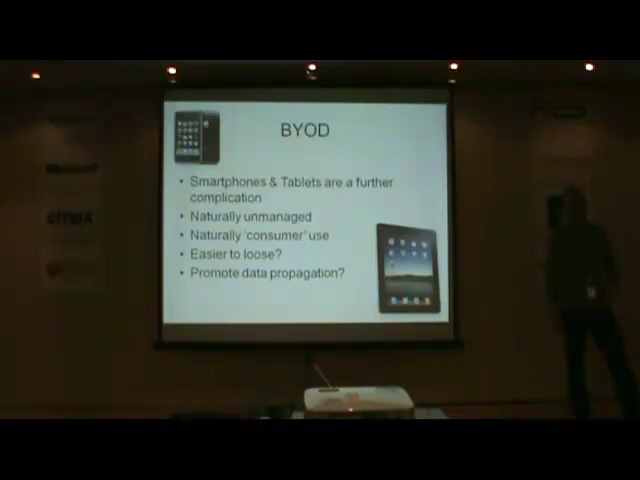 BYOD
• Smartphones & Tablets are a further
complication
• Naturally unmanaged
• Naturally 'consumer' use
• Easier to loose?
• Promote data propagation?
CITRIX